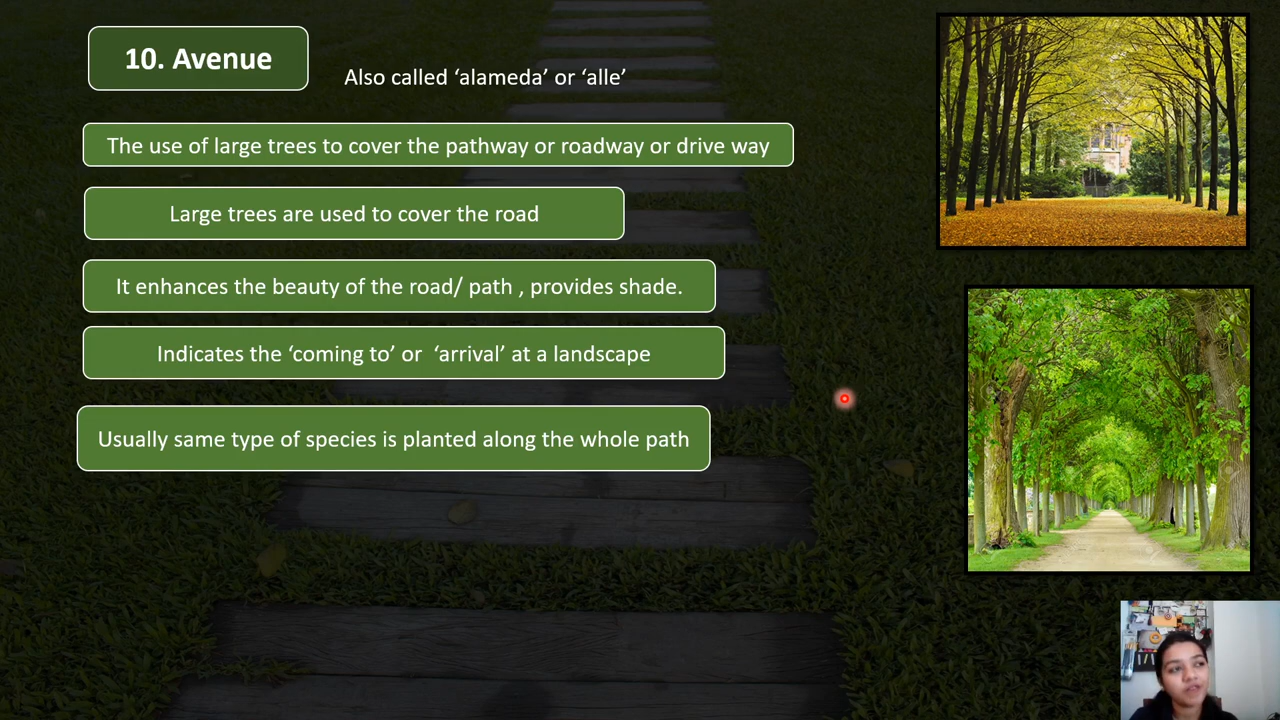 10. Avenue
Also called ‘alameda’ or ‘alle’
The use of large trees to cover the pathway or roadway or drive way
Large trees are used to cover the road
It enhances the beauty of the road/ path , provides shade.
Indicates the ‘coming to’ or ‘arrival’ at a landscape
Usually same type of species is planted along the whole path